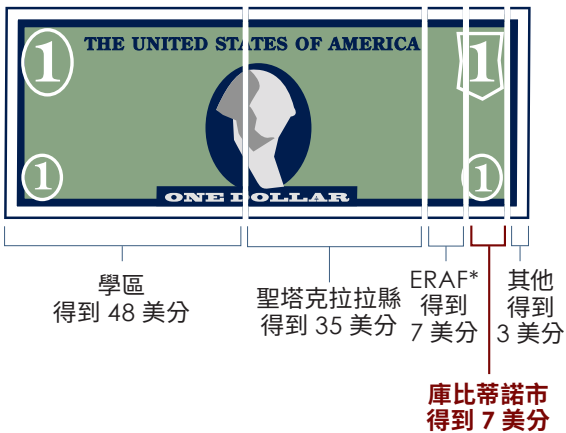 1
THE UNITED STATES OF AMERICA
1
1
1
ONE DOLLAR
學區
得到 48 美分
聖塔克拉拉縣
得到 35 美分
ERAF*
得到
7 美分
其他
得到
3 美分
庫比蒂諾市
得到 7 美分